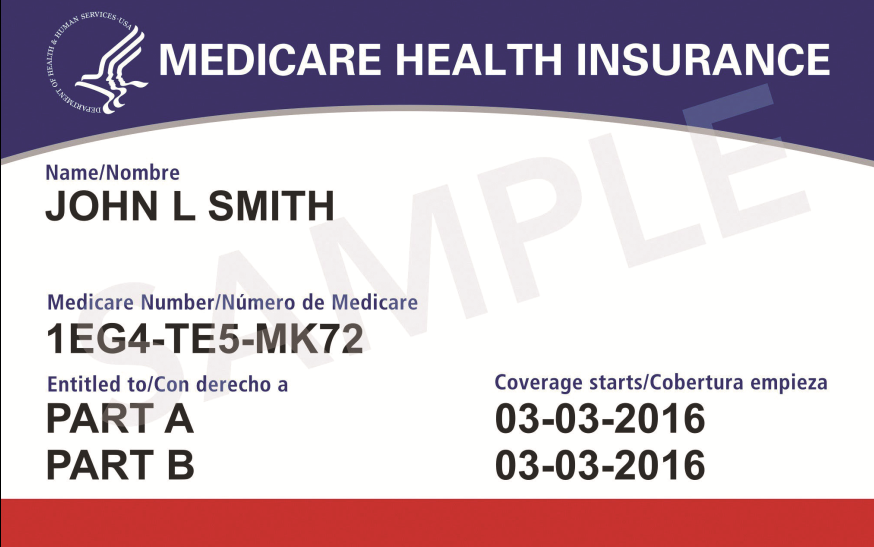 DEPARTMENT OF HEALTH & HUMAN SERVICES·USA
MEDICARE HEALTH INSURANCE
Name/Nombre
JOHN L SMITH
Medicare Number/Número de Medicare
1EG4-TE5-MK72
Entitled to/Con derecho a
Coverage starts/Cobertura empieza
PART A
03-03-2016
PART B
03-03-2016
SAMPLE